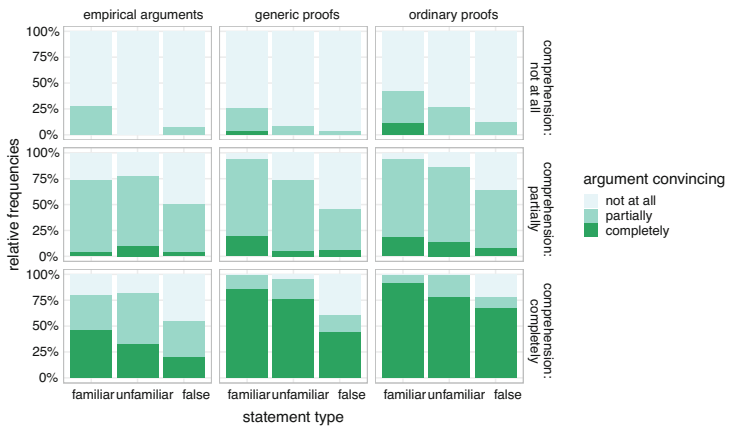 empirical arguments
generic proofs
ordinary proofs
100%
75%
50%
25%
0%
comprehension:
not at all
100%
75%
50%
25%
0%
comprehension:
partially
100%
75%
50%
25%
0%
comprehension:
completely
relative frequencies
familiar unfamiliar false
familiar unfamiliar false
familiar unfamiliar false
statement type
argument convincing
not at all
partially
completely